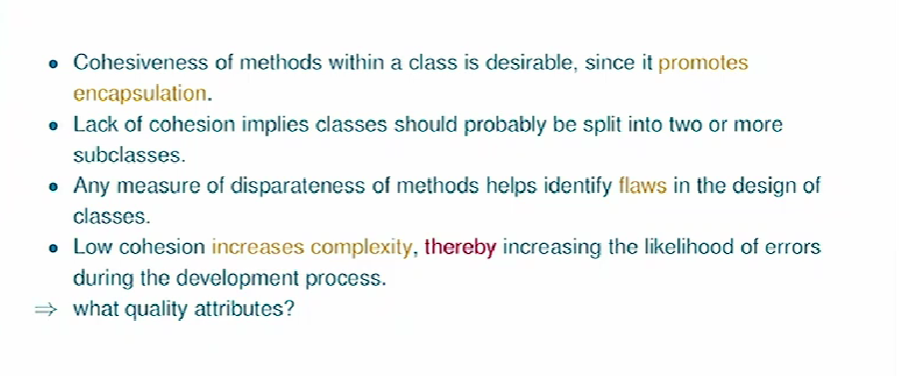 • Cohesiveness of methods within a class is desirable, since it promotes
encapsulation.
• Lack of cohesion implies classes should probably be split into two or more
subclasses.
• Any measure of disparateness of methods helps identify flaws in the design of
classes.
• Low cohesion increases complexity, thereby increasing the likelihood of errors
during the development process.
⇒ what quality attributes?